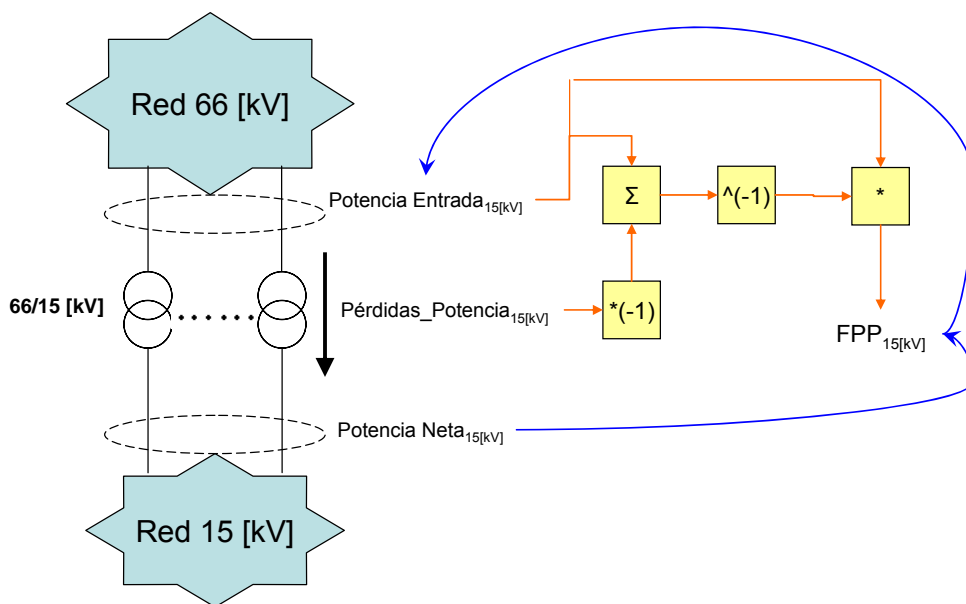 Red 66 [kV]
Potencia Entrada15[kV]
Σ
^(-1)
*
66/15 [kV]
Pérdidas_Potencia15[kV]
*(-1)
FPP15[kV]
Potencia Neta15[kV]
Red 15 [kV]